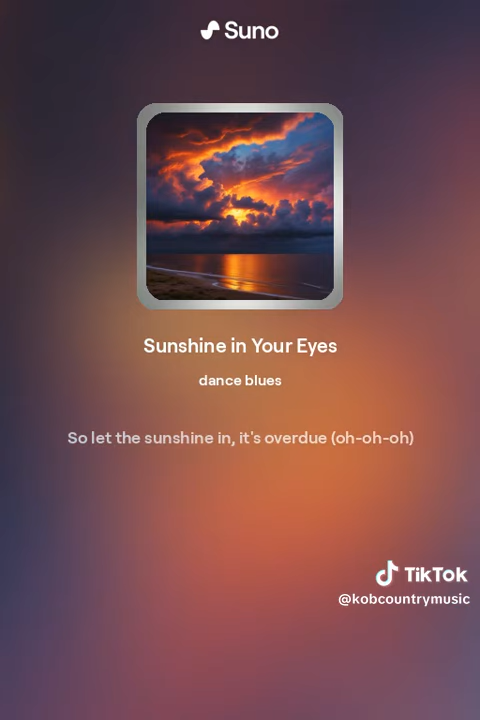 Suno
Sunshine in Your Eyes
dance blues
So let the sunshine in, it's overdue (oh-oh-oh)
TikTok
@kobcountrymusic